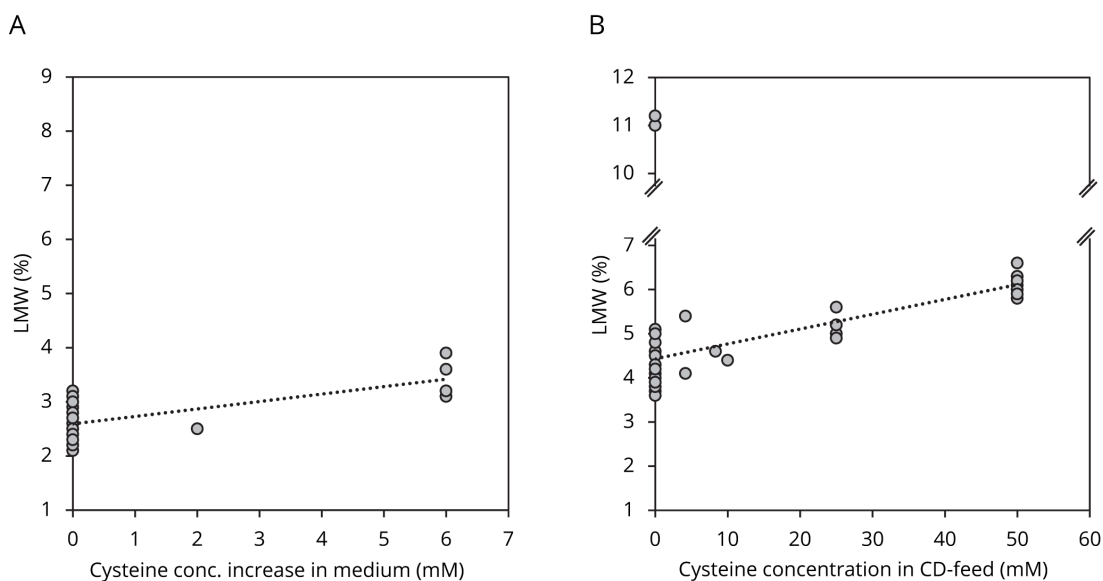 A
9
8
7
6
5
4
3
2
1
LMW (%)
0 1 2 3 4 5 6 7
Cysteine conc. increase in medium (mM)
B
12
11
10
7
6
5
4
3
2
1
LMW (%)
0 10 20 30 40 50 60
Cysteine concentration in CD-feed (mM)